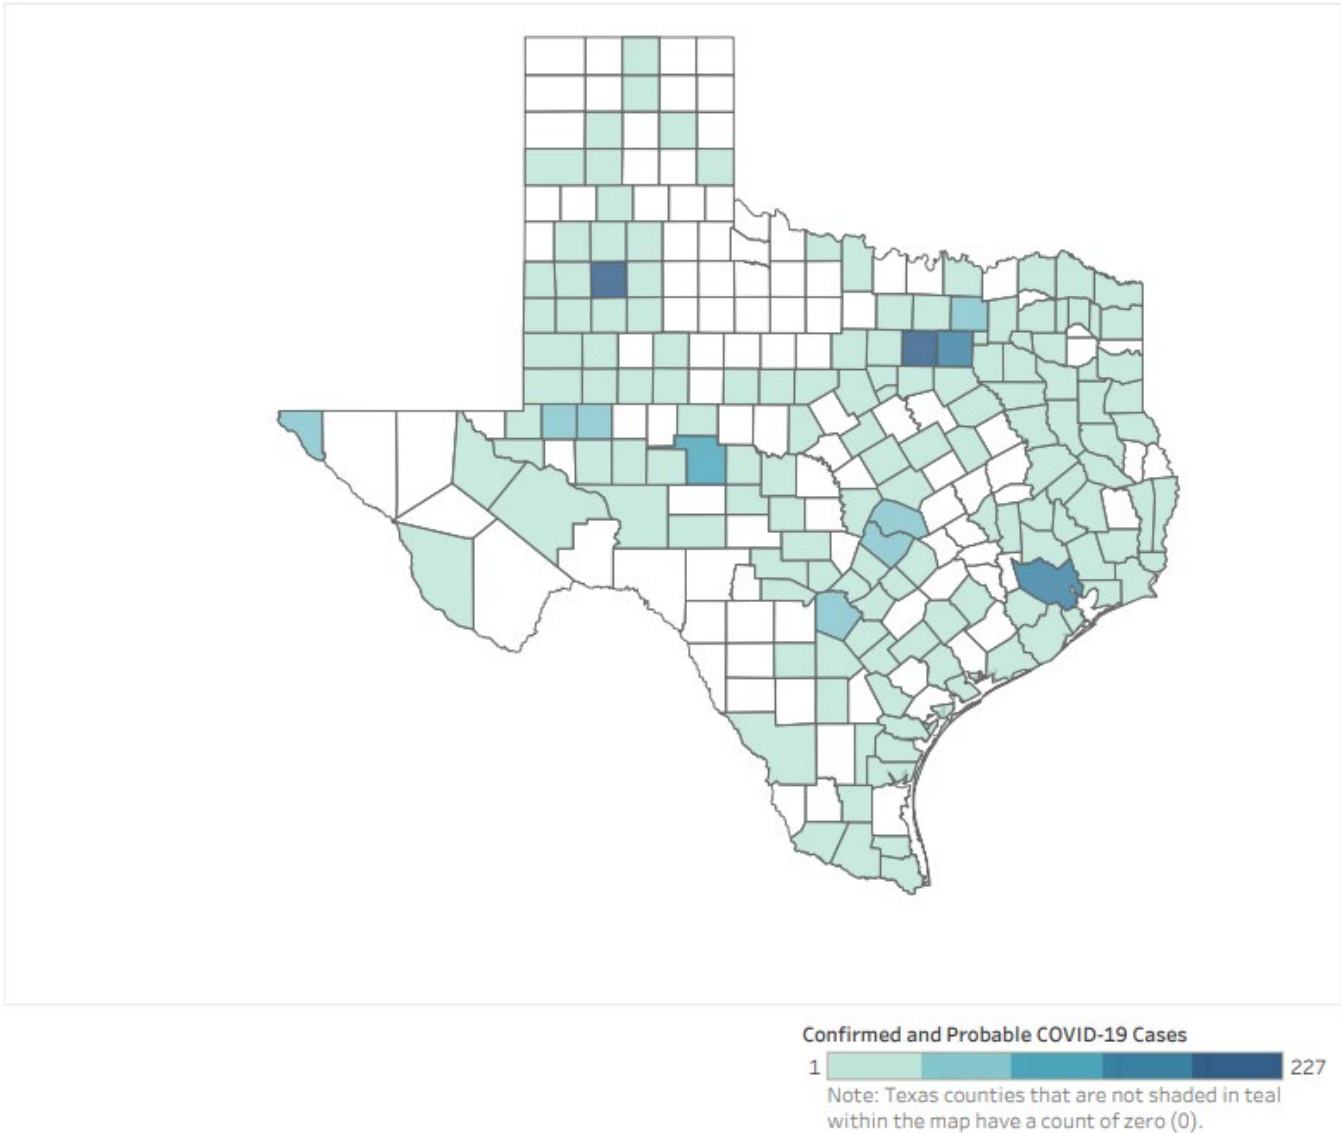 Confirmed and Probable COVID-19 Cases
1 227
Note: Texas counties that are not shaded in teal
within the map have a count of zero (0).